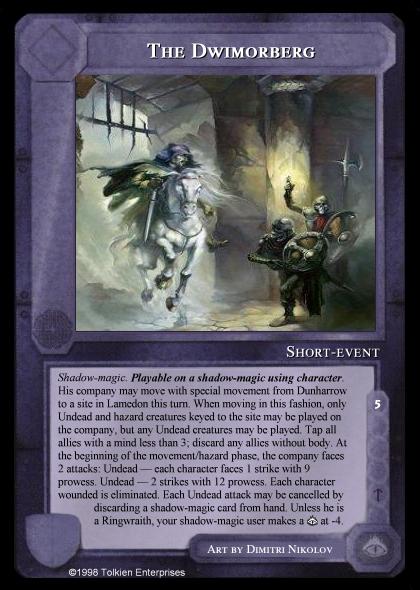 THE DWIMORBERG
SHORT-EVENT
Shadow-magic. Playable on a shadow-magic using character.
His company may move with special movement from Dunharrow
to a site in Lamedon this turn. When moving in this fashion, only
Undead and hazard creatures keyed to the site may be played on
the company, but any Undead creatures may be played. Tap all
allies with a mind less than 3; discard any allies without body. At
the beginning of the movement/hazard phase, the company faces
2 attacks: Undead — each character faces 1 strike with 9
prowess. Undead — 2 strikes with 12 prowess. Each character
wounded is eliminated. Each Undead attack may be cancelled by
discarding a shadow-magic card from hand. Unless he is
a Ringwraith, your shadow-magic user makes a at -4.
5
ART BY DIMITRI NIKOLOV
©1998 Tolkien Enterprises